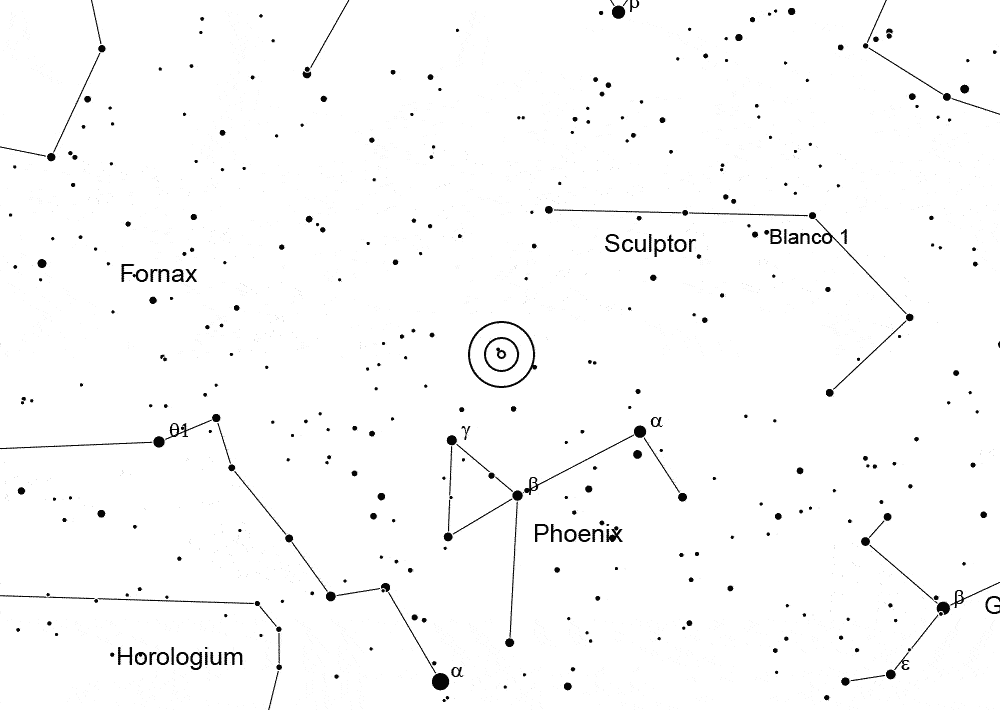 β
Sculptor
Blanco 1
Fornax
θ1
γ
α
β
Phoenix
β
G
Horologium
α
ε